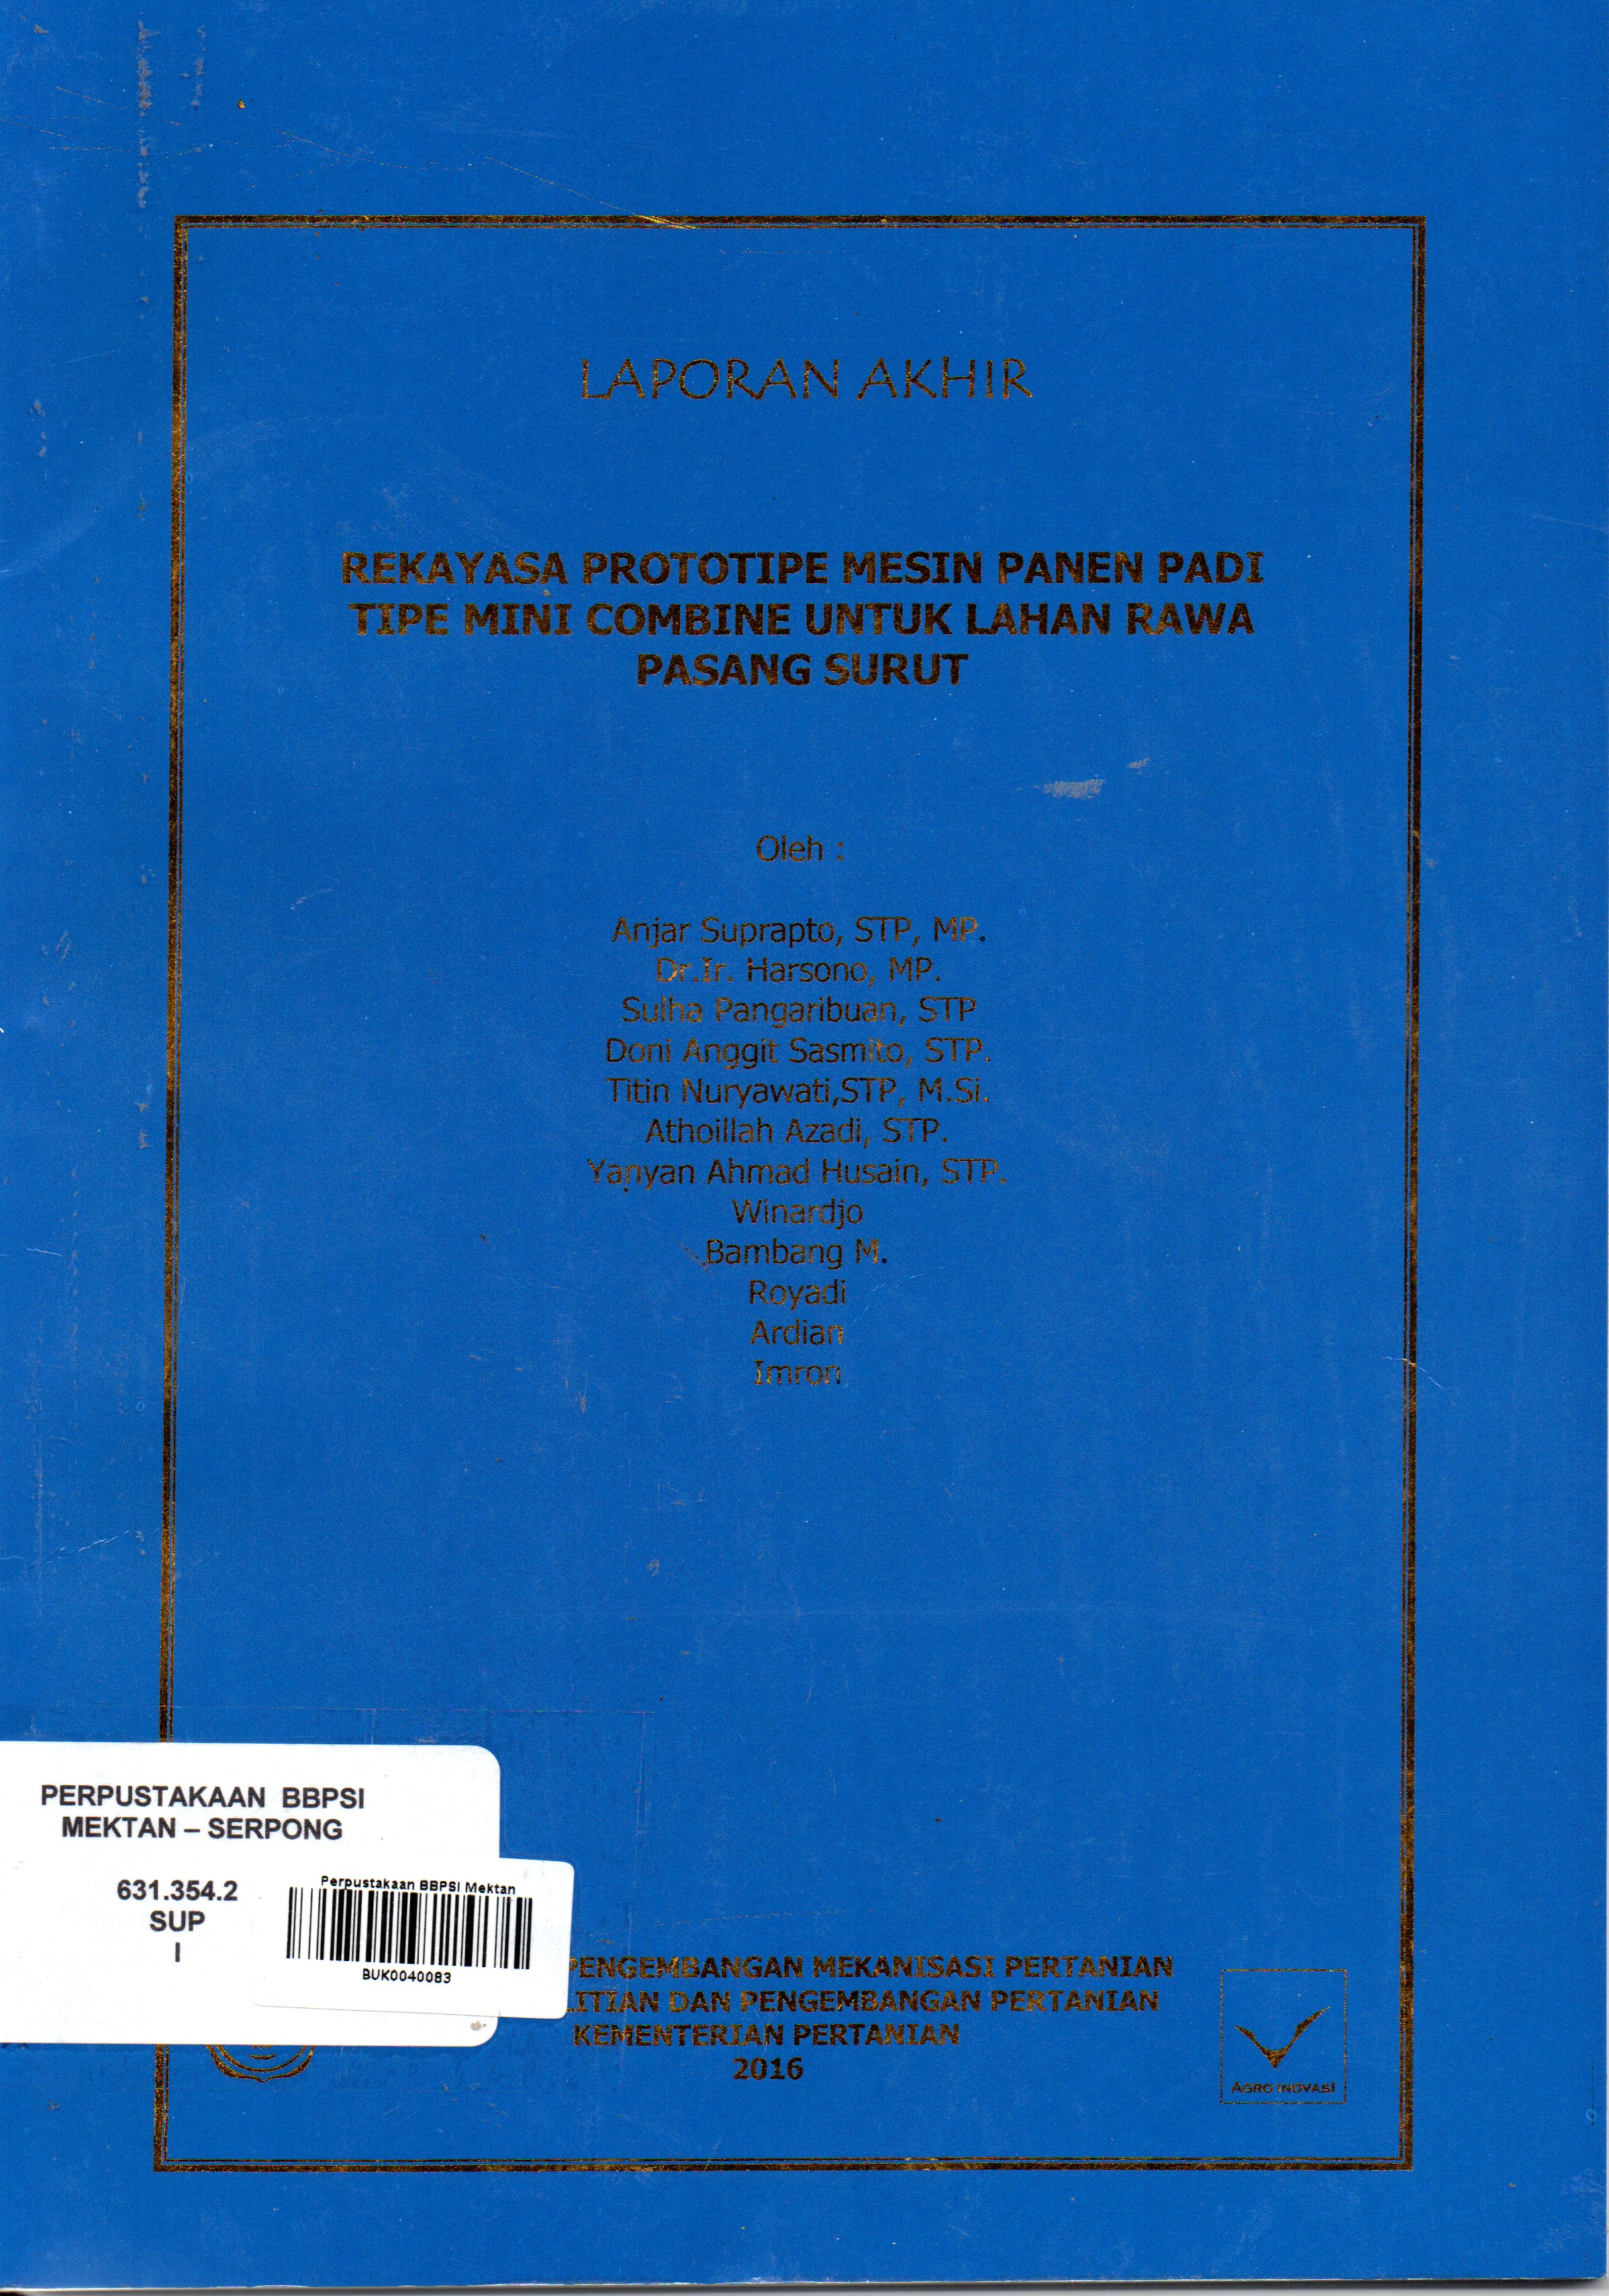 LAPORAN AKHIR
REKAYASA PROTOTIPE MESIN PANEN PADI
TIPE MINI COMBINE UNTUK LAHAN RAWA
PASANG SURUT
Oleh :
Anjar Suprapto, STP, MP.
Dr.Ir. Harsono, MP.
Sulha Pangaribuan, STP
Doni Anggit Sasmito, STP.
Titin Nuryawati,STP, M.Si.
Athoillah Azadi, STP.
Yanyan Ahmad Husain, STP.
Winardjo
Bambang M.
Royadi
Ardian
Imron
PERPUSTAKAAN BBPSI
MEKTAN – SERPONG
631.354.2
SUP
I
Perpustakaan BBPSI Mektan
BUK0040083
PENGEMBANGAN MEKANISASI PERTANIAN
DAN PENGEMBANGAN PERTANIAN
KEMENTERIAN PERTANIAN
2016
AGRO INOVASI